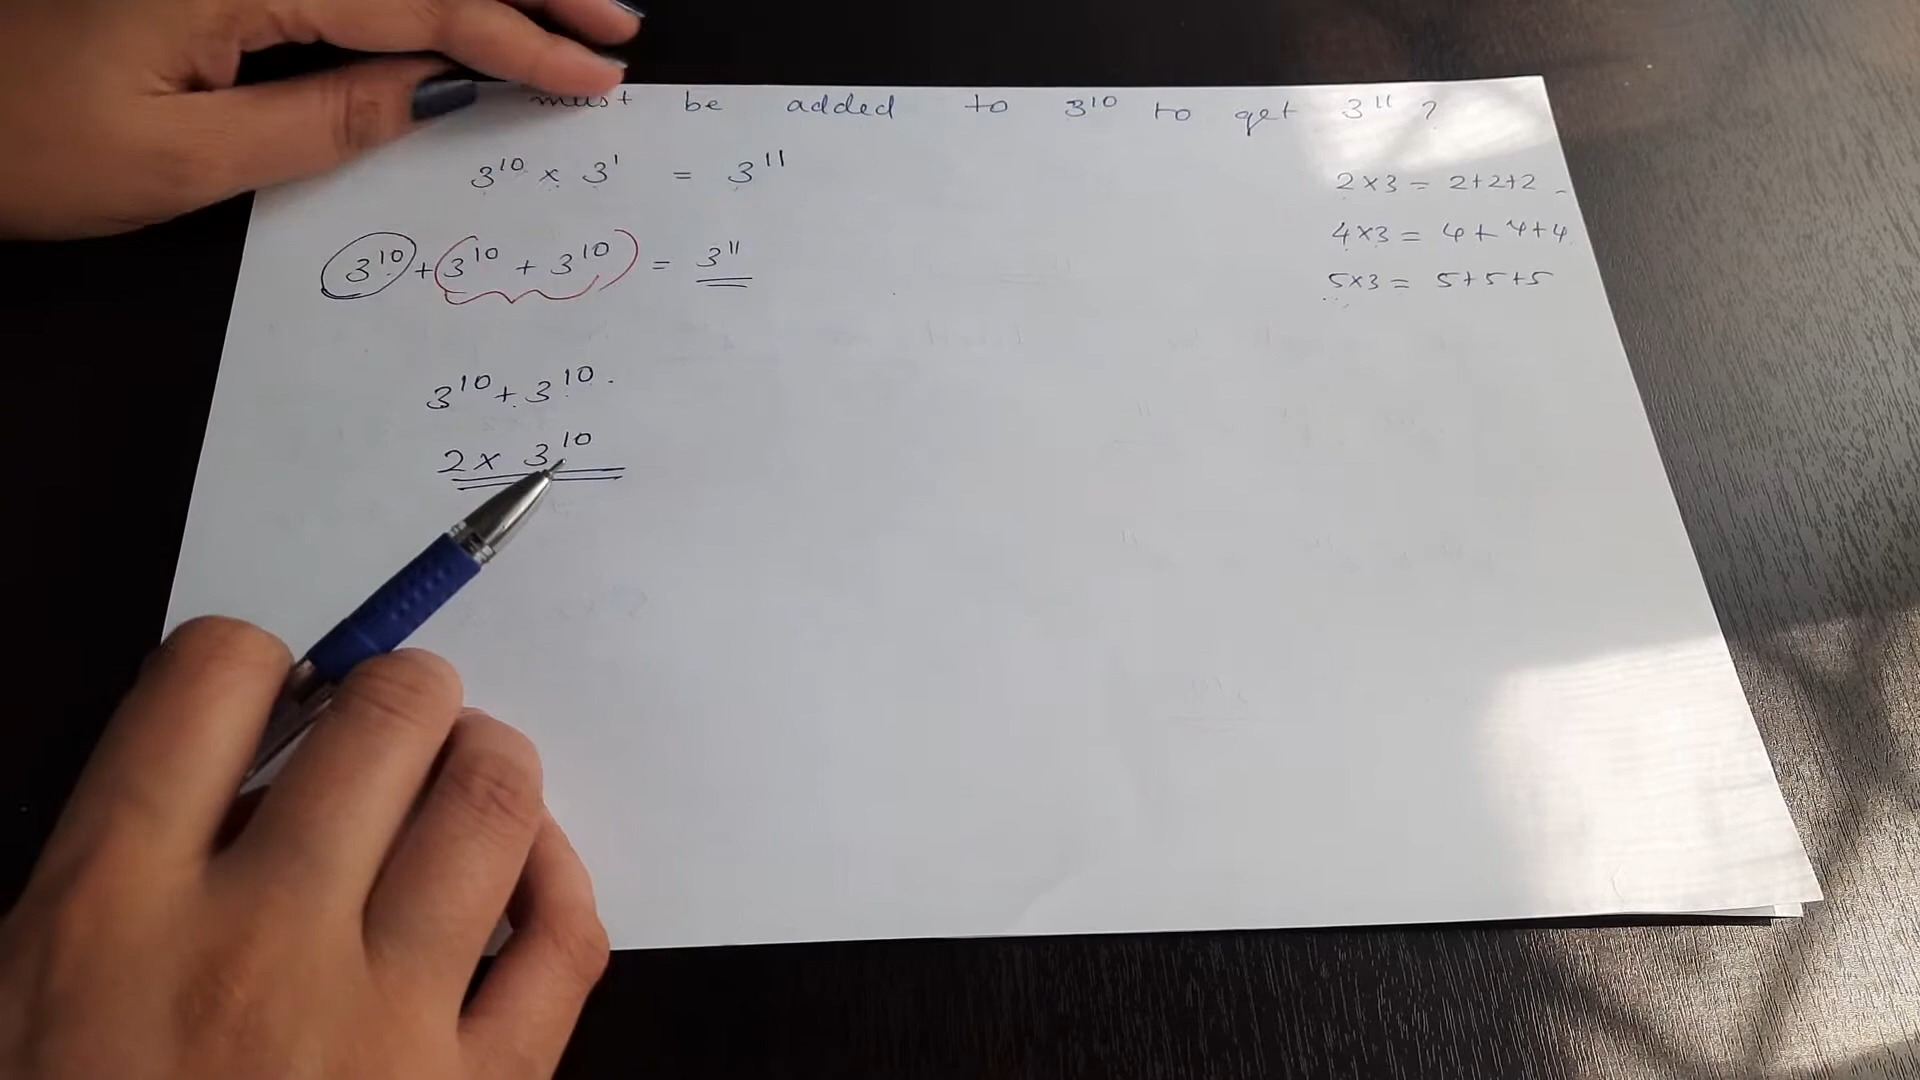 must be added to 3¹⁰ to get 3¹¹ ?
3¹⁰ × 3¹ = 3¹¹
3¹⁰ + (3¹⁰ + 3¹⁰) = 3¹¹
3¹⁰ + 3¹⁰.
2 × 3¹⁰
2×3 = 2+2+2
4×3 = 4+4+4
5×3 = 5+5+5